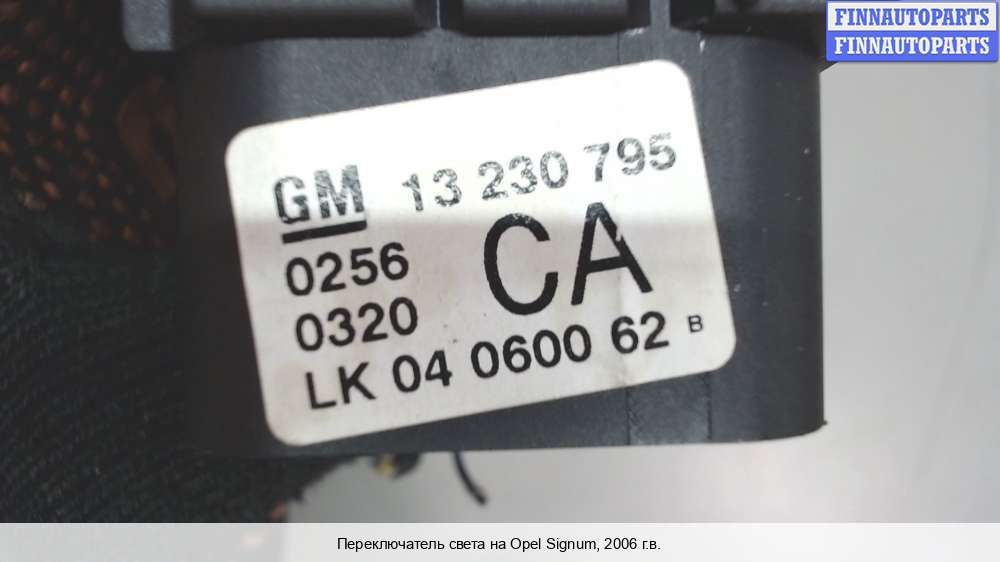 FINNAUTOPARTS
FINNAUTOPARTS
GM 13 230 795
0256 CA
0320
LK 04 0600 62 B
Переключатель света на Opel Signum, 2006 г.в.